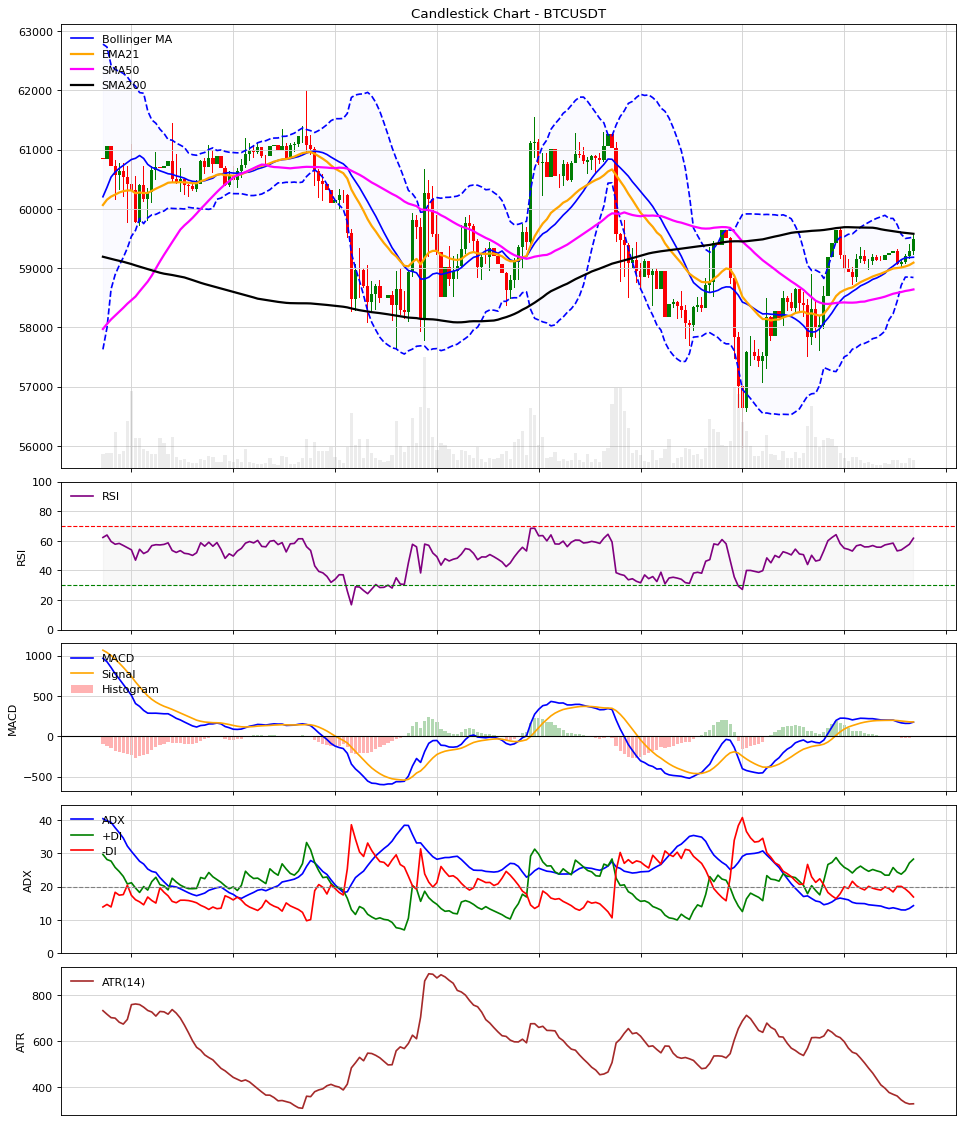 Candlestick Chart - BTCUSDT
63000
62000
61000
60000
59000
58000
57000
56000
Bollinger MA
EMA21
SMA50
SMA200
100
80
60
40
20
0
RSI
RSI
1000
500
0
−500
MACD
MACD
Signal
Histogram
40
30
20
10
0
ADX
ADX
+DI
-DI
800
600
400
ATR
ATR(14)